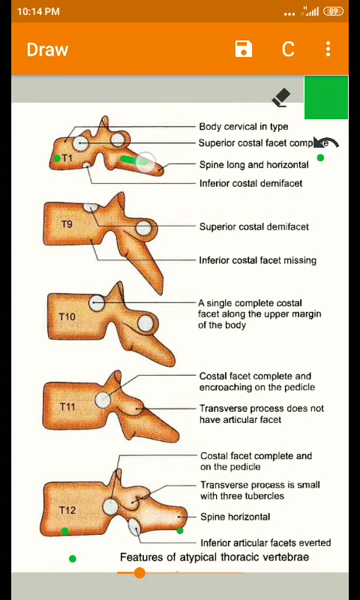 10:14 PM
89
Draw
C
Body cervical in type
Superior costal facet comple
T1
Spine long and horizontal
Inferior costal demifacet
T9
Superior costal demifacet
Inferior costal facet missing
T10
A single complete costal
facet along the upper margin
of the body
Costal facet complete and
encroaching on the pedicle
T11
Transverse process does not
have articular facet
Costal facet complete and
on the pedicle
Transverse process is small
with three tubercles
T12
Spine horizontal
Inferior articular facets everted
Features of atypical thoracic vertebrae